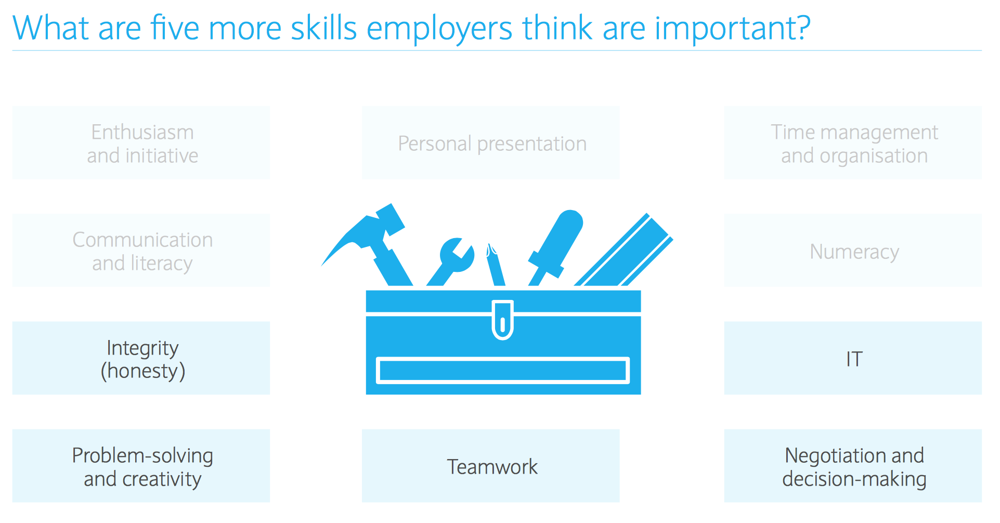 What are five more skills employers think are important?
Enthusiasm
and initiative
Personal presentation
Time management
and organisation
Communication
and literacy
Numeracy
Integrity
(honesty)
IT
Problem-solving
and creativity
Teamwork
Negotiation and
decision-making